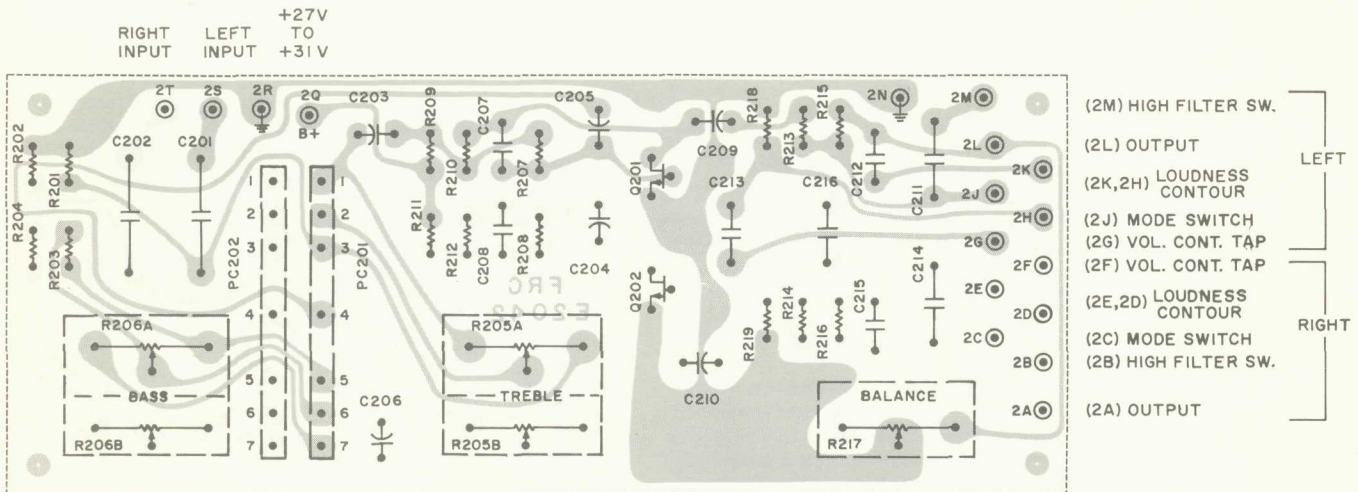 RIGHT INPUT
LEFT INPUT
+27V TO +31V
2T
2S
2R
2Q
B+
C203
R209
C207
C205
R218
R215
2N
2M
(2M) HIGH FILTER SW.
R202
R201
C202
C201
R210
R207
Q201
C209
R213
C212
C211
2L
(2L) OUTPUT
LEFT
2K
(2K,2H) LOUDNESS CONTOUR
2J
2H
(2J) MODE SWITCH
2G
(2G) VOL. CONT. TAP
R204
R203
1
2
3
4
5
6
7
PC202
PC201
1
2
3
4
5
6
7
R211
R212
C208
R208
C204
C213
C216
C214
2F
(2F) VOL. CONT. TAP
FRC
E2042
Q202
R219
R214
R216
C215
2E
(2E,2D) LOUDNESS CONTOUR
2D
RIGHT
2C
(2C) MODE SWITCH
2B
(2B) HIGH FILTER SW.
R206A
BASS
R206B
C206
R205A
TREBLE
R205B
C210
BALANCE
R217
2A
(2A) OUTPUT